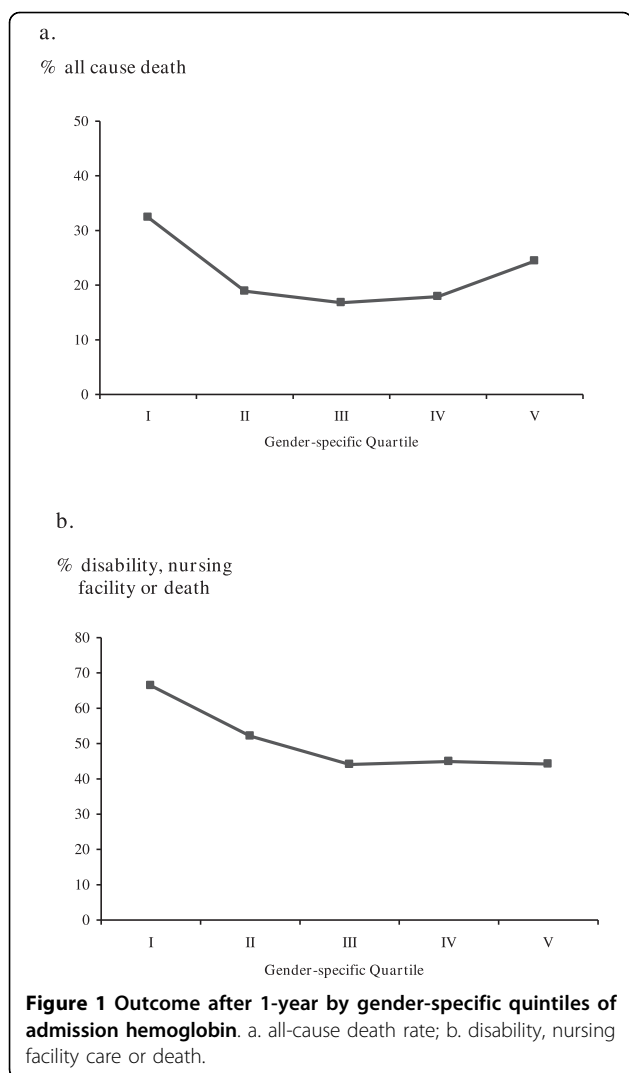 a.
% all cause death
50
40
30
20
10
0
I II III IV V
Gender-specific Quartile
b.
% disability, nursing
facility or death
80
70
60
50
40
30
20
10
0
I II III IV V
Gender-specific Quartile
Figure 1 Outcome after 1-year by gender-specific quintiles of
admission hemoglobin. a. all-cause death rate; b. disability, nursing
facility care or death.